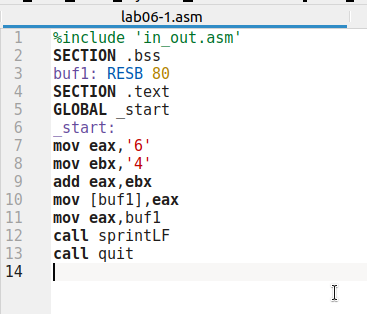 lab06-1.asm
1 %include 'in_out.asm'
2 SECTION .bss
3 buf1: RESB 80
4 SECTION .text
5 GLOBAL _start
6 _start:
7 mov eax,'6'
8 mov ebx,'4'
9 add eax,ebx
10 mov [buf1],eax
11 mov eax,buf1
12 call sprintLF
13 call quit
14